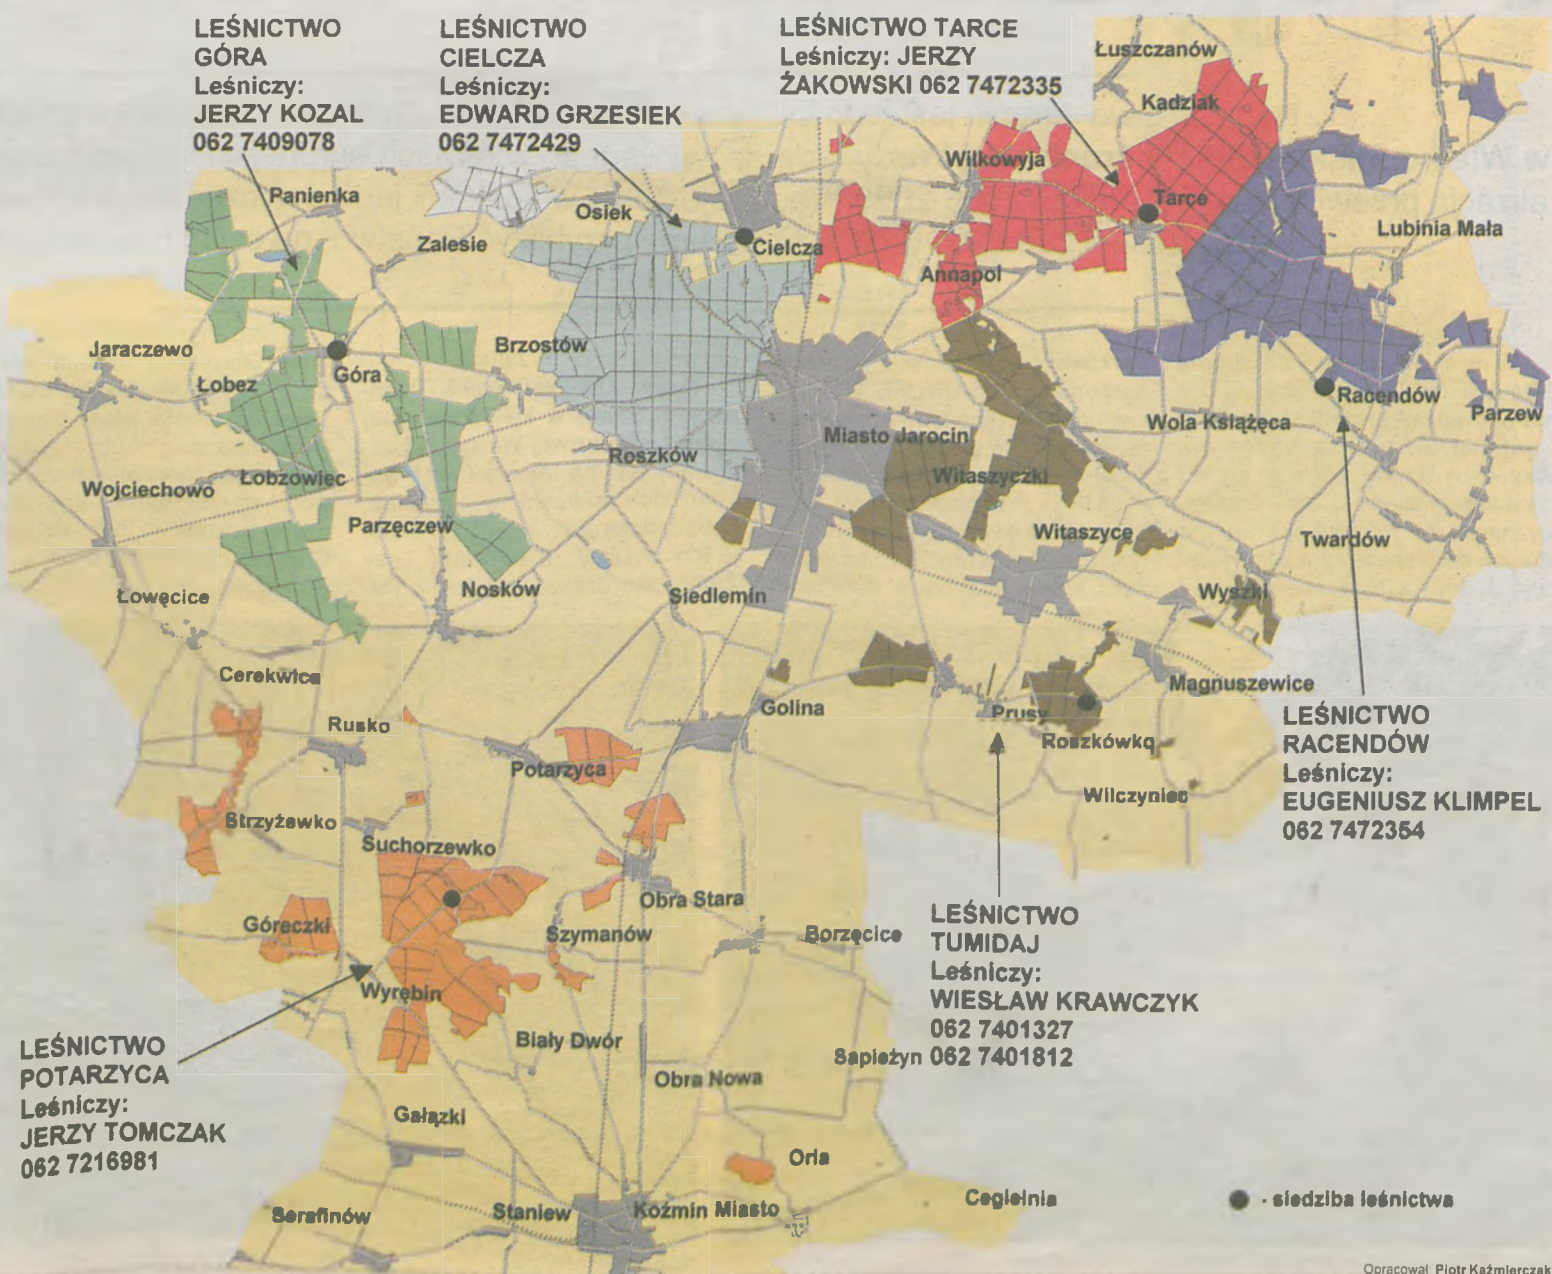 LEŚNICTWO
GÓRA
Leśniczy:
JERZY KOZAL
062 7409078
LEŚNICTWO
CIELCZA
Leśniczy:
EDWARD GRZESIEK
062 7472429
LEŚNICTWO TARCE
Leśniczy: JERZY
ŻAKOWSKI 062 7472335
Łuszczanów
Kadziak
Wilkowyja
Tarce
Panienka
Osiek
Zalesie
Cielcza
Annapol
Lubinia Mała
Jaraczewo
Brzostów
Łobez
Góra
Racendów
Parzew
Wola Książęca
Miasto Jarocin
Roszków
Witaszyczki
Wojciechowo
Łobzowiec
Parzęczew
Witaszyce
Twardów
Łowęcice
Nosków
Siedlemin
Wyszki
Cerekwica
Magnuszewice
Rusko
Golina
Prusy
Roszkówko
Potarzyca
Wilczyniec
LEŚNICTWO
RACENDÓW
Leśniczy:
EUGENIUSZ KLIMPEL
062 7472354
Strzyżewko
Suchorzewko
Obra Stara
Góreczki
Szymanów
Borzęcice
LEŚNICTWO
TUMIDAJ
Leśniczy:
WIESŁAW KRAWCZYK
062 7401327
Sapieżyn 062 7401812
Wyrębin
Biały Dwór
Obra Nowa
LEŚNICTWO
POTARZYCA
Leśniczy:
JERZY TOMCZAK
062 7216981
Gałązki
Orla
Serafinów
Staniew
Koźmin Miasto
Cegielnia
- siedziba leśnictwa
Opracował Piotr Kaźmierczak